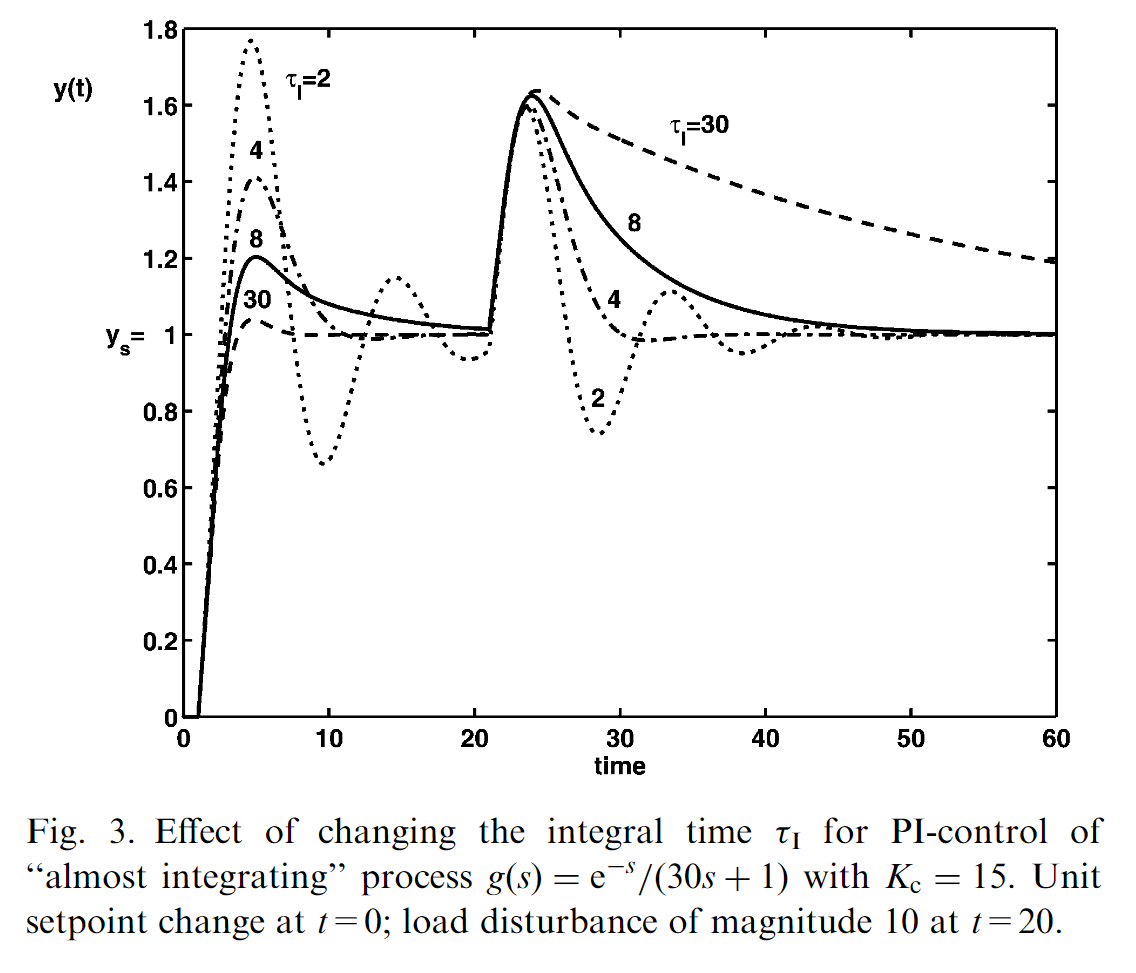 1.8
y(t)
τI=2
1.6
τI=30
4
1.4
8
8
1.2
30
4
ys=
1
2
0.8
0.6
0.4
0.2
0
0 10 20 30 40 50 60
time
Fig. 3. Effect of changing the integral time τI for PI-control of
“almost integrating” process g(s) = e−s/(30s + 1) with Kc = 15. Unit
setpoint change at t=0; load disturbance of magnitude 10 at t=20.